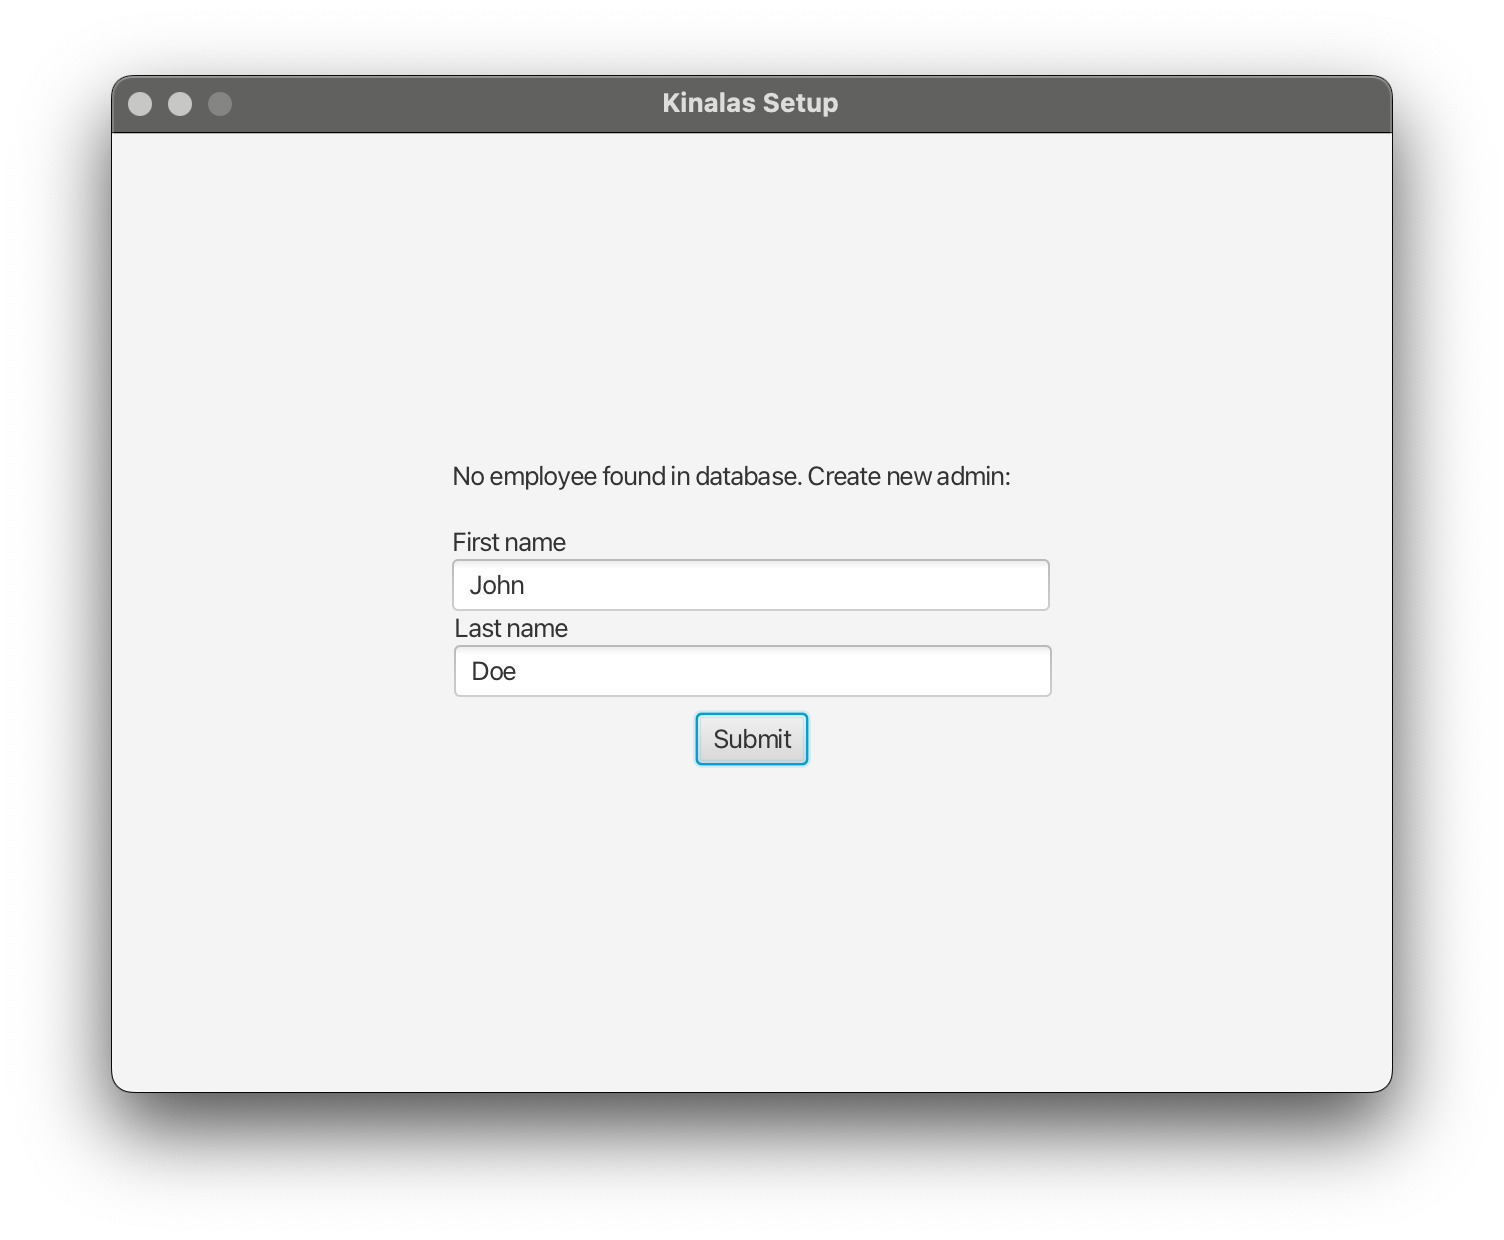 Kinalas Setup
No employee found in database. Create new admin:
First name
John
Last name
Doe
Submit